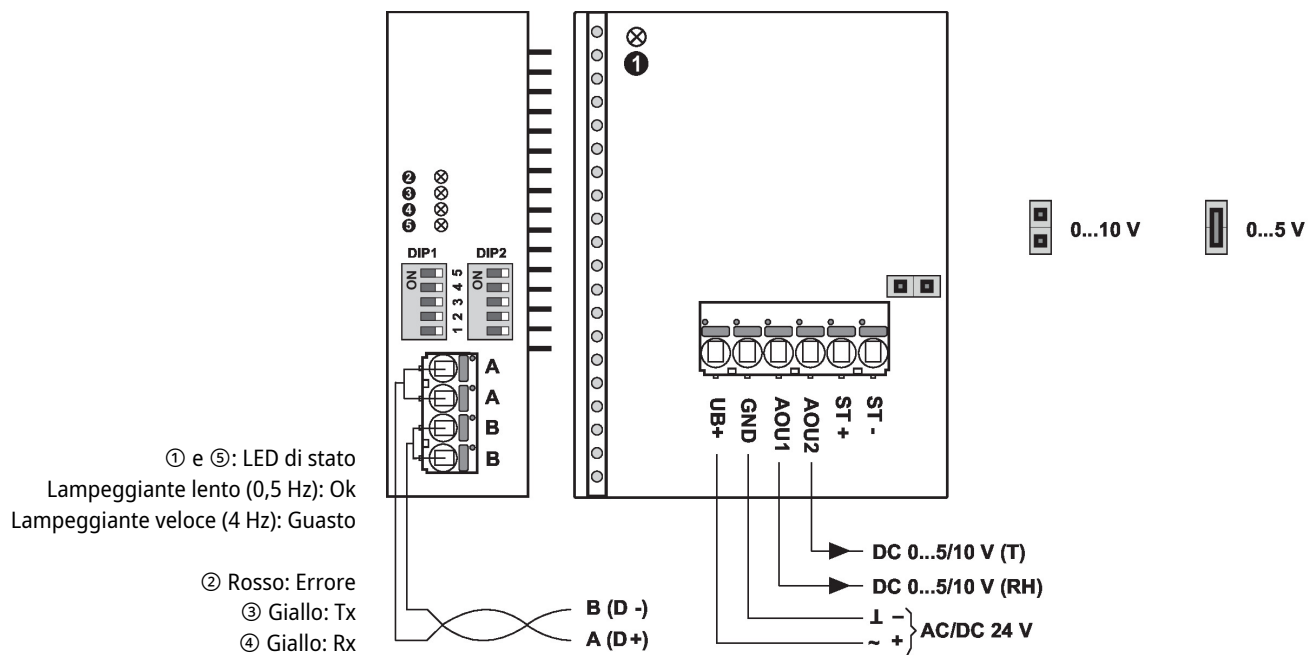 ❶
❷
❸
❹
❺
DIP1 DIP2
ON ON
1 2 3 4 5
A
A
B
B
0...10 V
0...5 V
UB+
GND
AOU1
AOU2
ST +
ST -
① e ⑤: LED di stato
Lampeggiante lento (0,5 Hz): Ok
Lampeggiante veloce (4 Hz): Guasto
② Rosso: Errore
③ Giallo: Tx
④ Giallo: Rx
B (D -)
A (D+)
DC 0...5/10 V (T)
DC 0...5/10 V (RH)
⊥ −
~ +
AC/DC 24 V